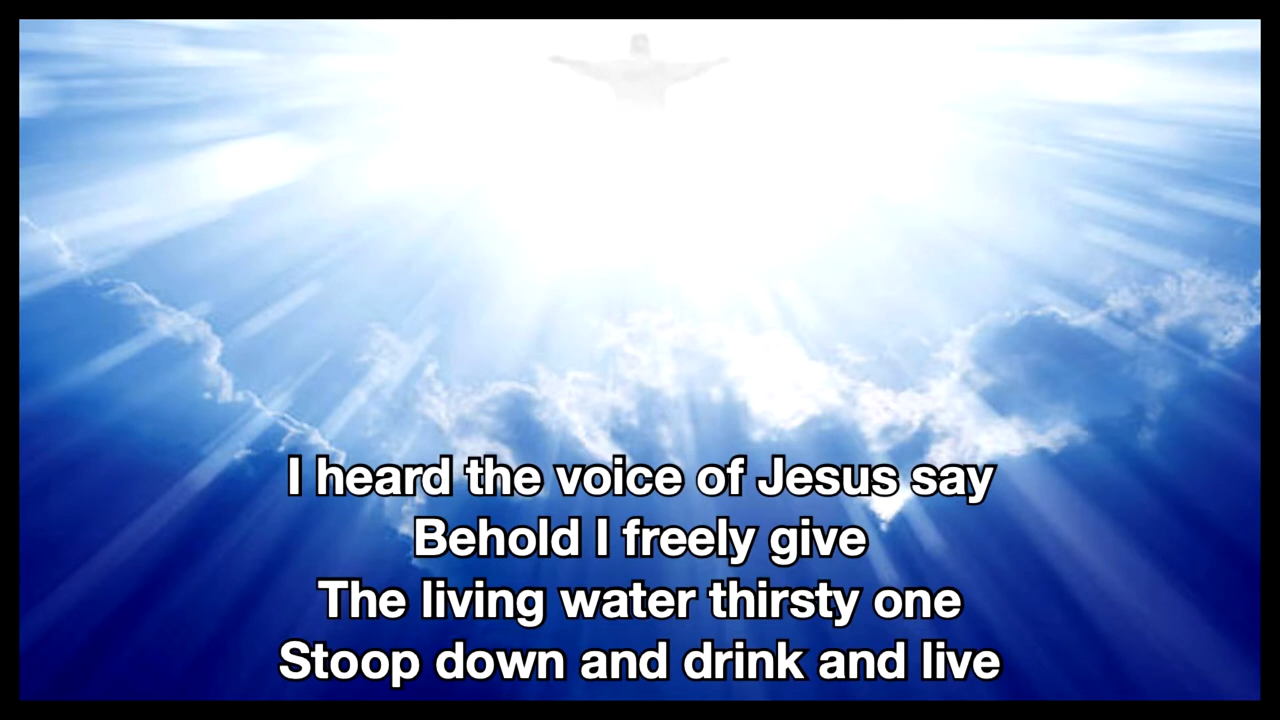 I heard the voice of Jesus say
Behold I freely give
The living water thirsty one
Stoop down and drink and live